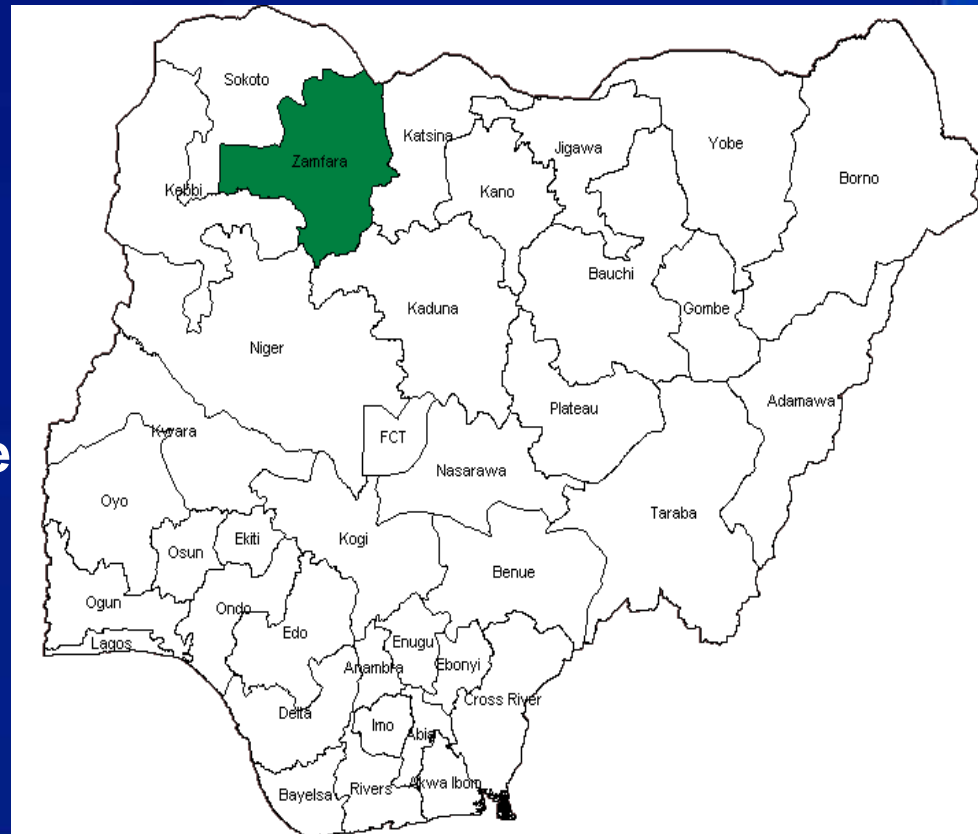 Sokoto
Zamfara
Katsina
Jigawa
Yobe
Borno
Kebbi
Kano
Bauchi
Gombe
Kaduna
Niger
Plateau
Adamawa
Kwara
FCT
Nasarawa
e
Oyo
Taraba
Osun
Ekiti
Kogi
Benue
Ogun
Ondo
Edo
Enugu
Lagos
Anambra
Ebonyi
Cross River
Delta
Imo
Abia
Bayelsa
Rivers
Akwa Ibom